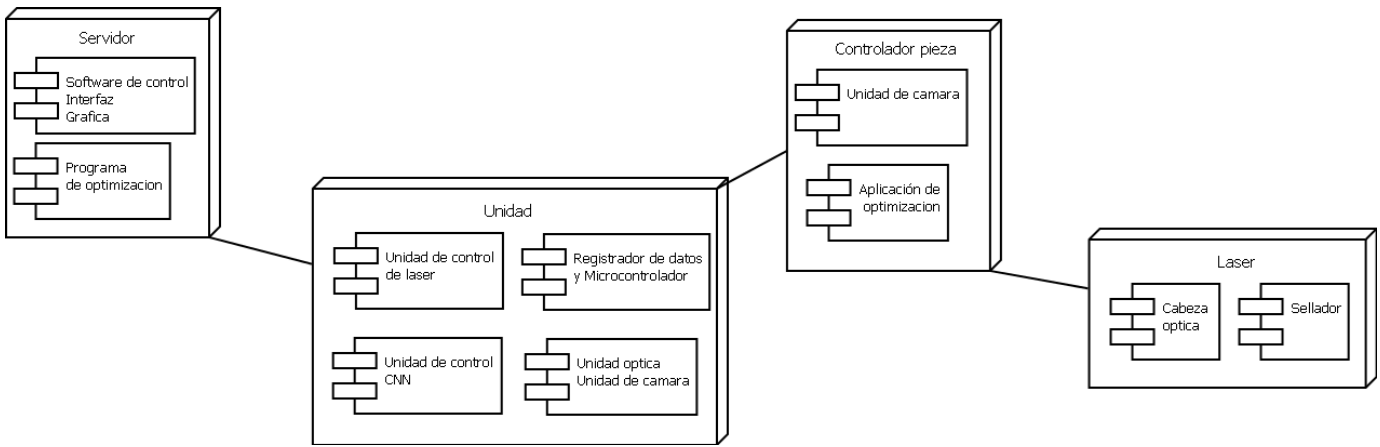 Servidor
Software de control
Interfaz
Grafica
Programa
de optimizacion
Unidad
Unidad de control
de laser
Registrador de datos
y Microcontrolador
Unidad de control
CNN
Unidad optica
Unidad de camara
Controlador pieza
Unidad de camara
Aplicación de
optimizacion
Laser
Cabeza
optica
Sellador